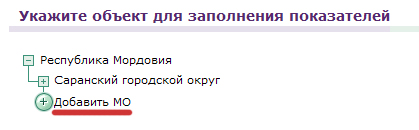 Укажите объект для заполнения показателей
Республика Мордовия
Саранский городской округ
Добавить МО